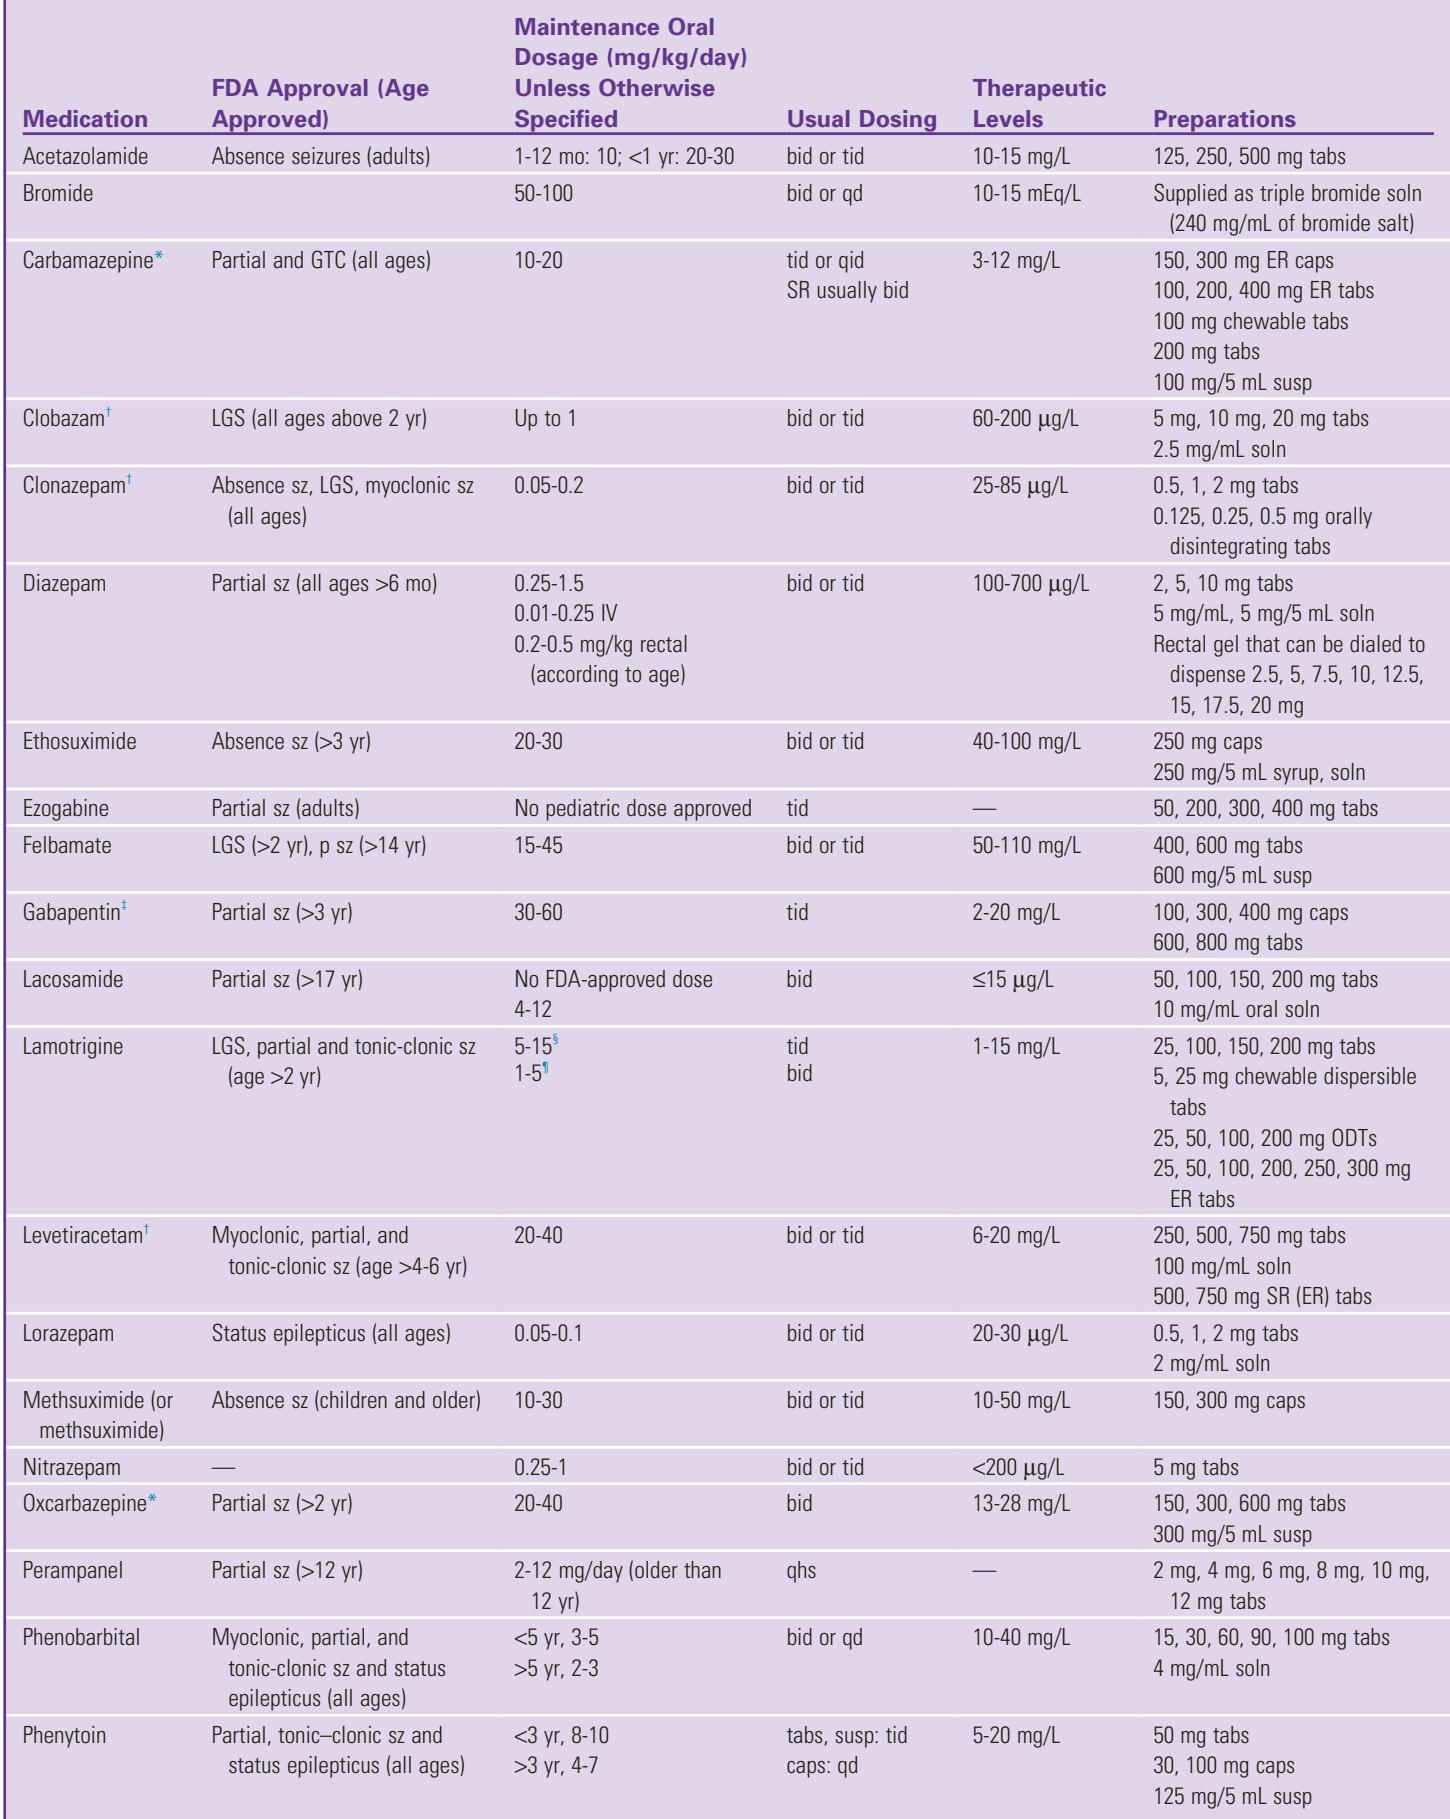 Medication	FDA Approval (Age Approved)	Maintenance Oral Dosage (mg/kg/day) Unless Otherwise Specified	Usual Dosing	Therapeutic Levels	Preparations
Acetazolamide	Absence seizures (adults)	1-12 mo: 10; <1 yr: 20-30	bid or tid	10-15 mg/L	125, 250, 500 mg tabs
Bromide		50-100	bid or qd	10-15 mEq/L	Supplied as triple bromide soln
(240 mg/mL of bromide salt)
Carbamazepine*	Partial and GTC (all ages)	10-20	tid or qid	3-12 mg/L	150, 300 mg ER caps
SR usually bid	100, 200, 400 mg ER tabs
100 mg chewable tabs
200 mg tabs
100 mg/5 mL susp
Clobazam†	LGS (all ages above 2 yr)	Up to 1	bid or tid	60-200 μg/L	5 mg, 10 mg, 20 mg tabs
2.5 mg/mL soln
Clonazepam†	Absence sz, LGS, myoclonic sz	0.05-0.2	bid or tid	25-85 μg/L	0.5, 1, 2 mg tabs
(all ages)	0.125, 0.25, 0.5 mg orally
disintegrating tabs
Diazepam	Partial sz (all ages >6 mo)	0.25-1.5	bid or tid	100-700 μg/L	2, 5, 10 mg tabs
0.01-0.25 IV	5 mg/mL, 5 mg/5 mL soln
0.2-0.5 mg/kg rectal	Rectal gel that can be dialed to
(according to age)	dispense 2.5, 5, 7.5, 10, 12.5,
15, 17.5, 20 mg
Ethosuximide	Absence sz (>3 yr)	20-30	bid or tid	40-100 mg/L	250 mg caps
250 mg/5 mL syrup, soln
Ezogabine	Partial sz (adults)	No pediatric dose approved	tid	—	50, 200, 300, 400 mg tabs
Felbamate	LGS (>2 yr), p sz (>14 yr)	15-45	bid or tid	50-110 mg/L	400, 600 mg tabs
600 mg/5 mL susp
Gabapentin‡	Partial sz (>3 yr)	30-60	tid	2-20 mg/L	100, 300, 400 mg caps
600, 800 mg tabs
Lacosamide	Partial sz (>17 yr)	No FDA-approved dose	bid	≤15 μg/L	50, 100, 150, 200 mg tabs
4-12	10 mg/mL oral soln
Lamotrigine	LGS, partial and tonic-clonic sz	5-15§	tid	1-15 mg/L	25, 100, 150, 200 mg tabs
(age >2 yr)	1-5¶	bid	5, 25 mg chewable dispersible
tabs
25, 50, 100, 200 mg ODTs
25, 50, 100, 200, 250, 300 mg
ER tabs
Levetiracetam†	Myoclonic, partial, and	20-40	bid or tid	6-20 mg/L	250, 500, 750 mg tabs
tonic-clonic sz (age >4-6 yr)	100 mg/mL soln
500, 750 mg SR (ER) tabs
Lorazepam	Status epilepticus (all ages)	0.05-0.1	bid or tid	20-30 μg/L	0.5, 1, 2 mg tabs
2 mg/mL soln
Methsuximide (or	Absence sz (children and older)	10-30	bid or tid	10-50 mg/L	150, 300 mg caps
methsuximide)
Nitrazepam	—	0.25-1	bid or tid	<200 μg/L	5 mg tabs
Oxcarbazepine*	Partial sz (>2 yr)	20-40	bid	13-28 mg/L	150, 300, 600 mg tabs
300 mg/5 mL susp
Perampanel	Partial sz (>12 yr)	2-12 mg/day (older than	qhs	—	2 mg, 4 mg, 6 mg, 8 mg, 10 mg,
12 yr)	12 mg tabs
Phenobarbital	Myoclonic, partial, and	<5 yr, 3-5	bid or qd	10-40 mg/L	15, 30, 60, 90, 100 mg tabs
tonic-clonic sz and status	>5 yr, 2-3	4 mg/mL soln
epilepticus (all ages)
Phenytoin	Partial, tonic–clonic sz and	<3 yr, 8-10	tabs, susp: tid	5-20 mg/L	50 mg tabs
status epilepticus (all ages)	>3 yr, 4-7	caps: qd	30, 100 mg caps
125 mg/5 mL susp